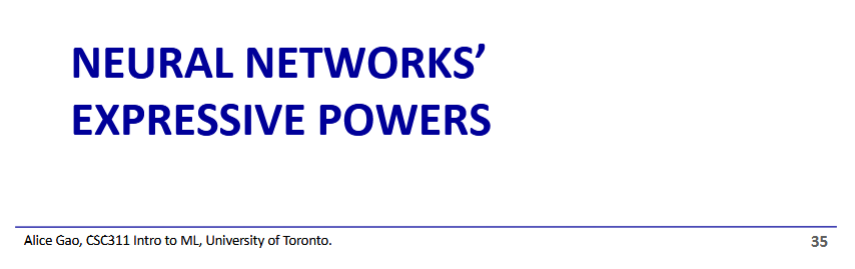 NEURAL NETWORKS’
EXPRESSIVE POWERS
Alice Gao, CSC311 Intro to ML, University of Toronto.
35